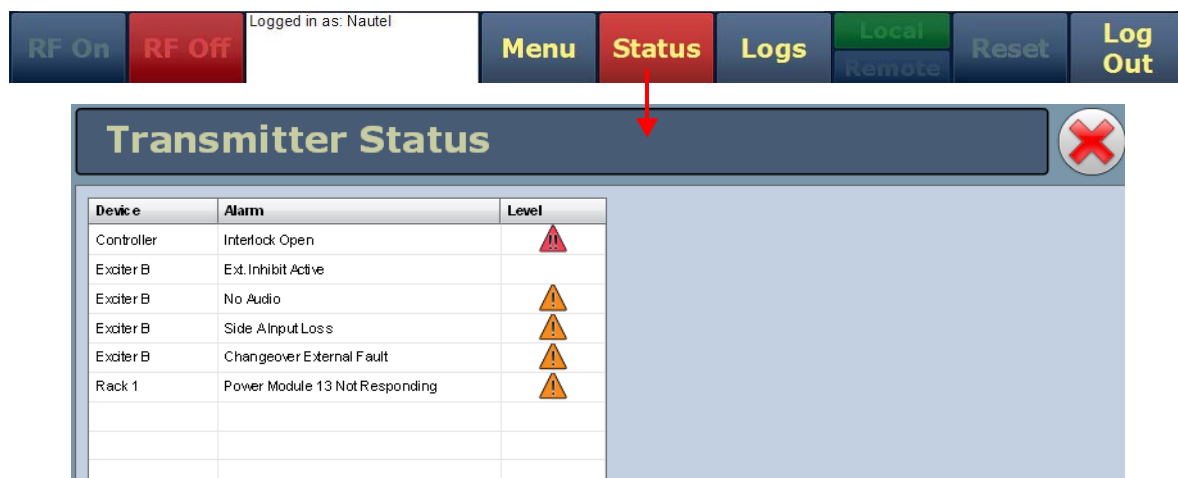 Logged in as: Nautel
RF On RF Off Menu Status Logs Local Remote Reset Log Out
Transmitter Status
Device Alarm Level
Controller Interlock Open
Exciter B Ext. Inhibit Active
Exciter B No Audio
Exciter B Side A Input Loss
Exciter B Changeover External Fault
Rack 1 Power Module 13 Not Responding